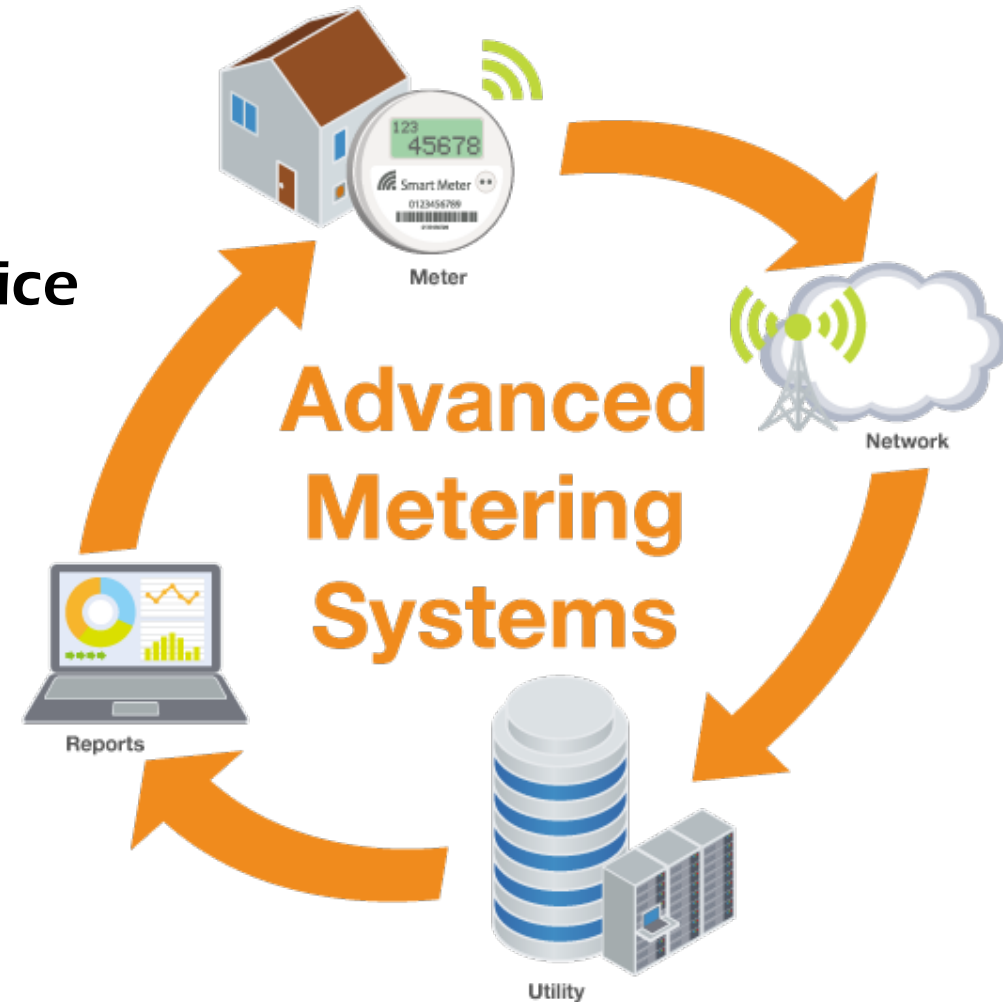 123
45678
Smart Meter
0123456789
Meter
ice
Network
Advanced
Metering
Systems
Reports
Utility